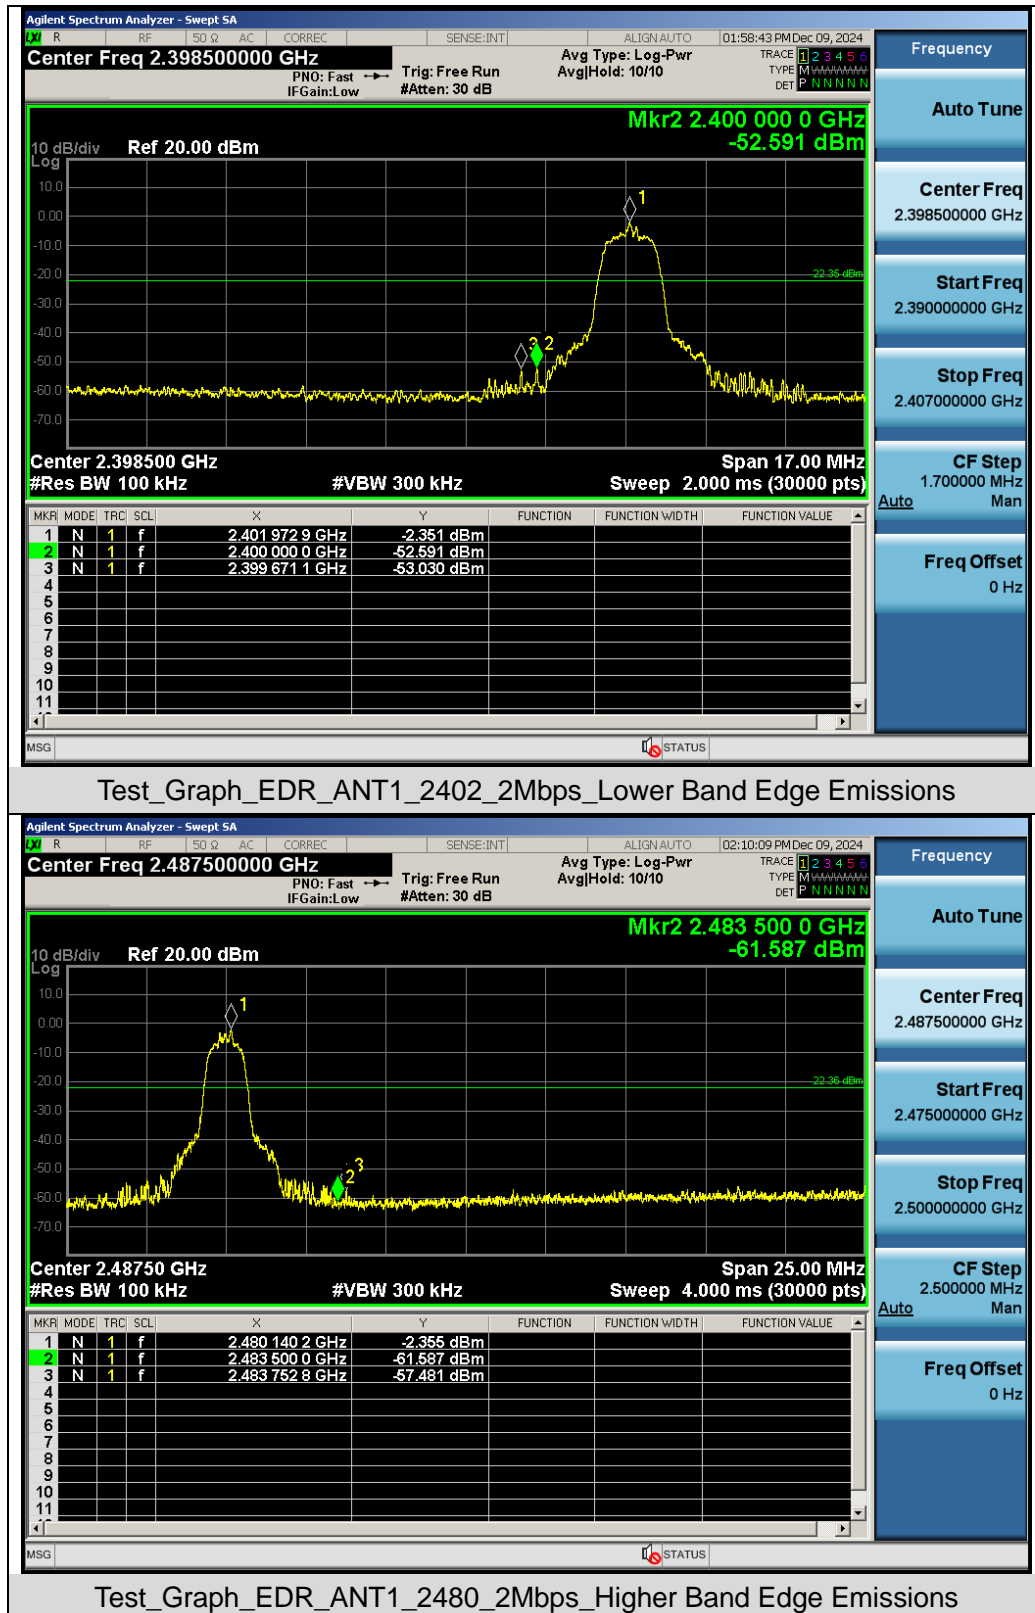 Agilent Spectrum Analyzer - Swept SA
LXI R RF 50 Ω AC CORREC SENSE:INT ALIGN AUTO 01:58:43 PM Dec 09, 2024
Center Freq 2.398500000 GHz Avg Type: Log-Pwr TRACE 1 2 3 4 5 6
PNO: Fast Trig: Free Run Avg|Hold: 10/10 TYPE M
IFGain:Low #Atten: 30 dB DET P N N N N N
Mkr2 2.400 000 0 GHz
10 dB/div Ref 20.00 dBm -52.591 dBm
Log
10.0
1
0.00
-10.0
-20.0
-22.35 dBm
-30.0
-40.0
3 2
-50.0
-60.0
-70.0
Center 2.398500 GHz Span 17.00 MHz
#Res BW 100 kHz #VBW 300 kHz Sweep 2.000 ms (30000 pts)
MKR MODE TRC SCL X Y FUNCTION FUNCTION WIDTH FUNCTION VALUE
1 N 1 f 2.401 972 9 GHz -2.351 dBm
2 N 1 f 2.400 000 0 GHz -52.591 dBm
3 N 1 f 2.399 671 1 GHz -53.030 dBm
4
5
6
7
8
9
10
11
MSG STATUS
Frequency
Auto Tune
Center Freq
2.398500000 GHz
Start Freq
2.390000000 GHz
Stop Freq
2.407000000 GHz
CF Step
1.700000 MHz
Auto Man
Freq Offset
0 Hz
Test_Graph_EDR_ANT1_2402_2Mbps_Lower Band Edge Emissions
Agilent Spectrum Analyzer - Swept SA
LXI R RF 50 Ω AC CORREC SENSE:INT ALIGN AUTO 02:10:09 PM Dec 09, 2024
Center Freq 2.487500000 GHz Avg Type: Log-Pwr TRACE 1 2 3 4 5 6
PNO: Fast Trig: Free Run Avg|Hold: 10/10 TYPE M
IFGain:Low #Atten: 30 dB DET P N N N N N
Mkr2 2.483 500 0 GHz
10 dB/div Ref 20.00 dBm -61.587 dBm
Log
10.0
1
0.00
-10.0
-20.0
-22.36 dBm
-30.0
-40.0
-50.0
3
2
-60.0
-70.0
Center 2.48750 GHz Span 25.00 MHz
#Res BW 100 kHz #VBW 300 kHz Sweep 4.000 ms (30000 pts)
MKR MODE TRC SCL X Y FUNCTION FUNCTION WIDTH FUNCTION VALUE
1 N 1 f 2.480 140 2 GHz -2.355 dBm
2 N 1 f 2.483 500 0 GHz -61.587 dBm
3 N 1 f 2.483 752 8 GHz -57.481 dBm
4
5
6
7
8
9
10
11
MSG STATUS
Frequency
Auto Tune
Center Freq
2.487500000 GHz
Start Freq
2.475000000 GHz
Stop Freq
2.500000000 GHz
CF Step
2.500000 MHz
Auto Man
Freq Offset
0 Hz
Test_Graph_EDR_ANT1_2480_2Mbps_Higher Band Edge Emissions